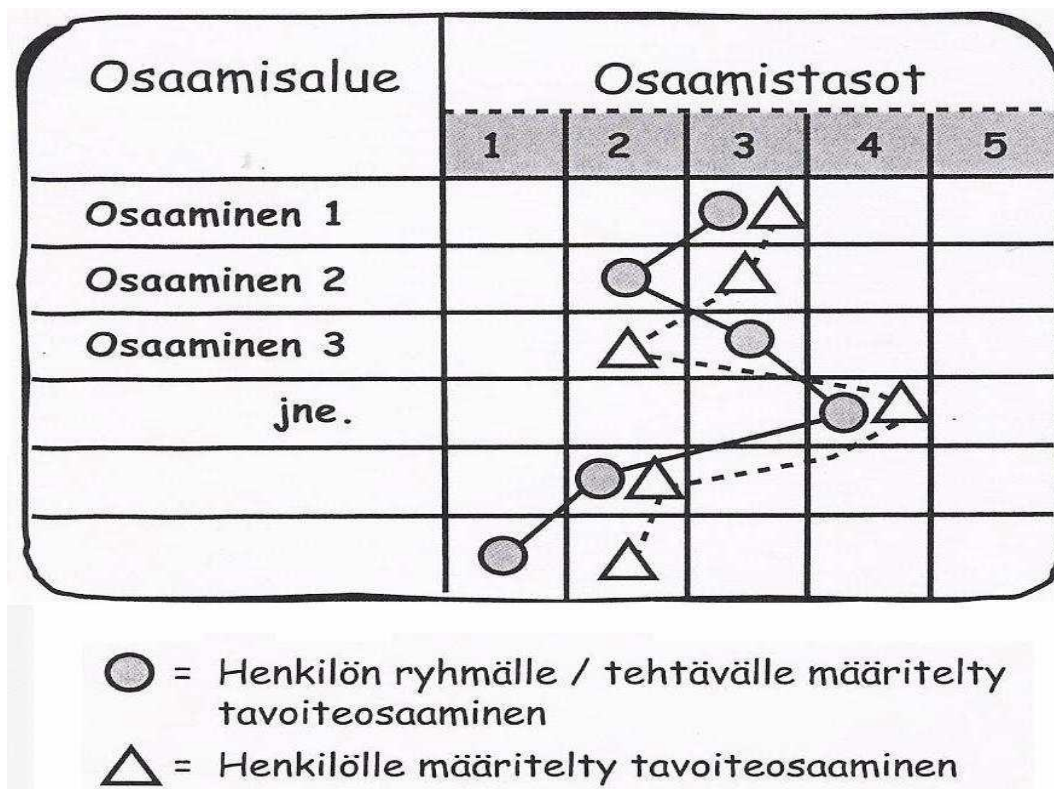 Osaamisalue
Osaamistasot
1 2 3 4 5
Osaaminen 1
Osaaminen 2
Osaaminen 3
jne.
= Henkilön ryhmälle / tehtävälle määritelty
tavoiteosaaminen
= Henkilölle määritelty tavoiteosaaminen